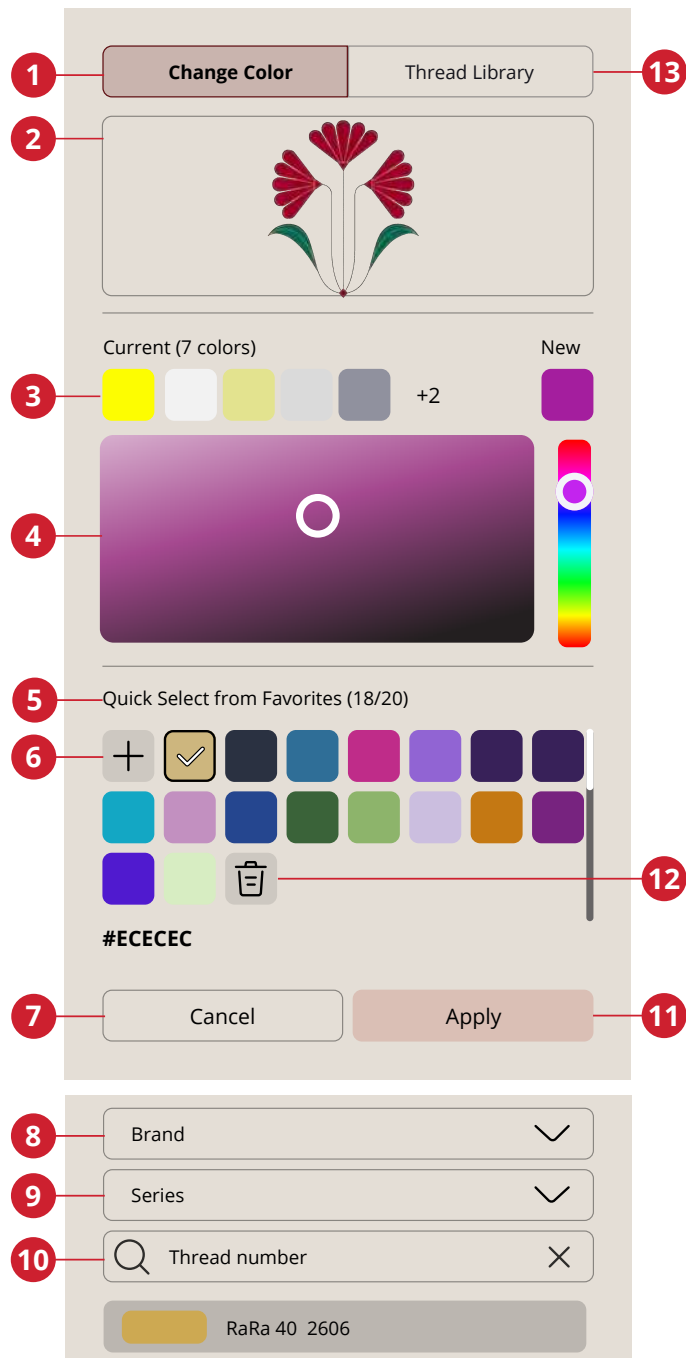 1
Change Color
Thread Library
13
2
Current (7 colors)
New
3
+2
4
5
Quick Select from Favorites (18/20)
6
12
#ECECEC
7
Cancel
Apply
11
8
Brand
9
Series
10
Thread number
RaRa 40 2606